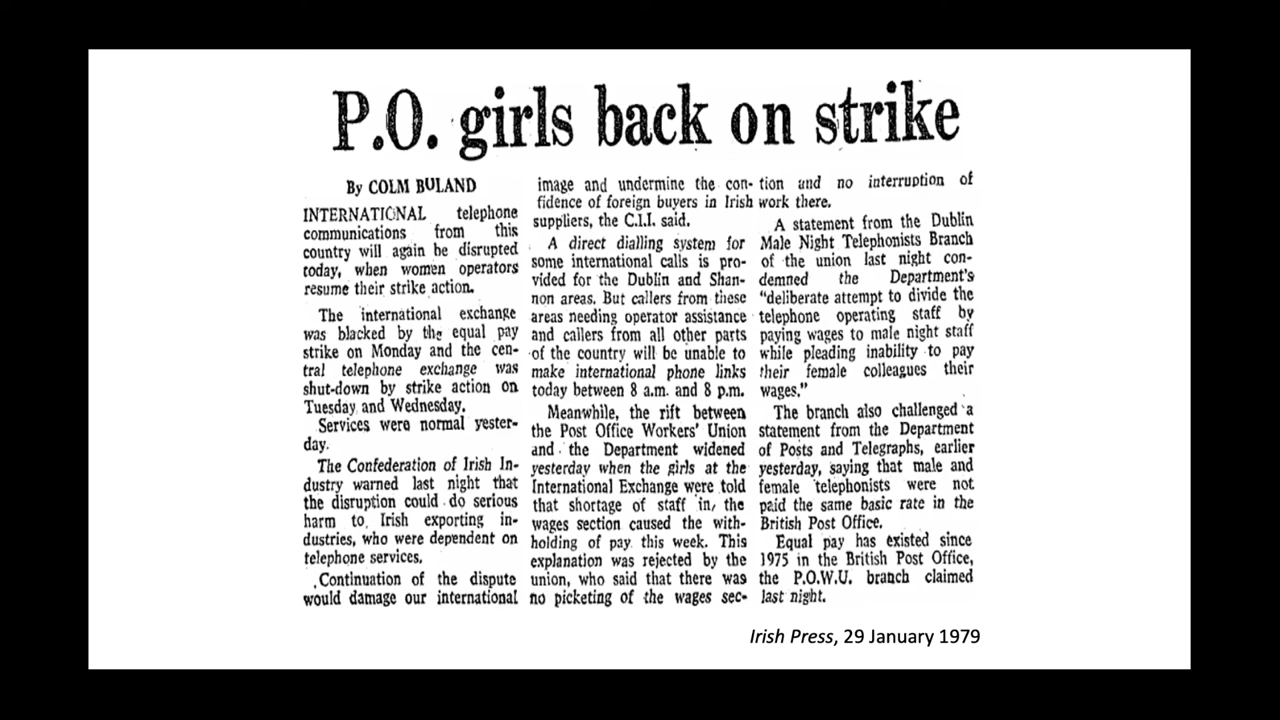 P.O. girls back on strike
By COLM BULAND
INTERNATIONAL telephone
communications from this
country will again be disrupted
today, when women operators
resume their strike action.
The international exchange
was blacked by the equal pay
strike on Monday and the cen-
tral telephone exchange was
shut-down by strike action on
Tuesday and Wednesday.
Services were normal yester-
day.
The Confederation of Irish In-
dustry warned last night that
the disruption could do serious
harm to Irish exporting in-
dustries, who were dependent on
telephone services.
Continuation of the dispute
would damage our international
image and undermine the con-
fidence of foreign buyers in Irish
suppliers, the C.I.I. said.
A direct dialling system for
some international calls is pro-
vided for the Dublin and Shan-
non areas. But callers from these
areas needing operator assistance
and callers from all other parts
of the country will be unable to
make international phone links
today between 8 a.m. and 8 p.m.
Meanwhile, the rift between
the Post Office Workers' Union
and the Department widened
yesterday when the girls at the
International Exchange were told
that shortage of staff in the
wages section caused the with-
holding of pay this week. This
explanation was rejected by the
union, who said that there was
no picketing of the wages sec-
tion and no interruption of
work there.
A statement from the Dublin
Male Night Telephonists Branch
of the union last night con-
demned the Department's
"deliberate attempt to divide the
telephone operating staff by
paying wages to male night staff
while pleading inability to pay
their female colleagues their
wages."
The branch also challenged a
statement from the Department
of Posts and Telegraphs, earlier
yesterday, saying that male and
female telephonists were not
paid the same basic rate in the
British Post Office.
Equal pay has existed since
1975 in the British Post Office,
the P.O.W.U. branch claimed
last night.
Irish Press, 29 January 1979